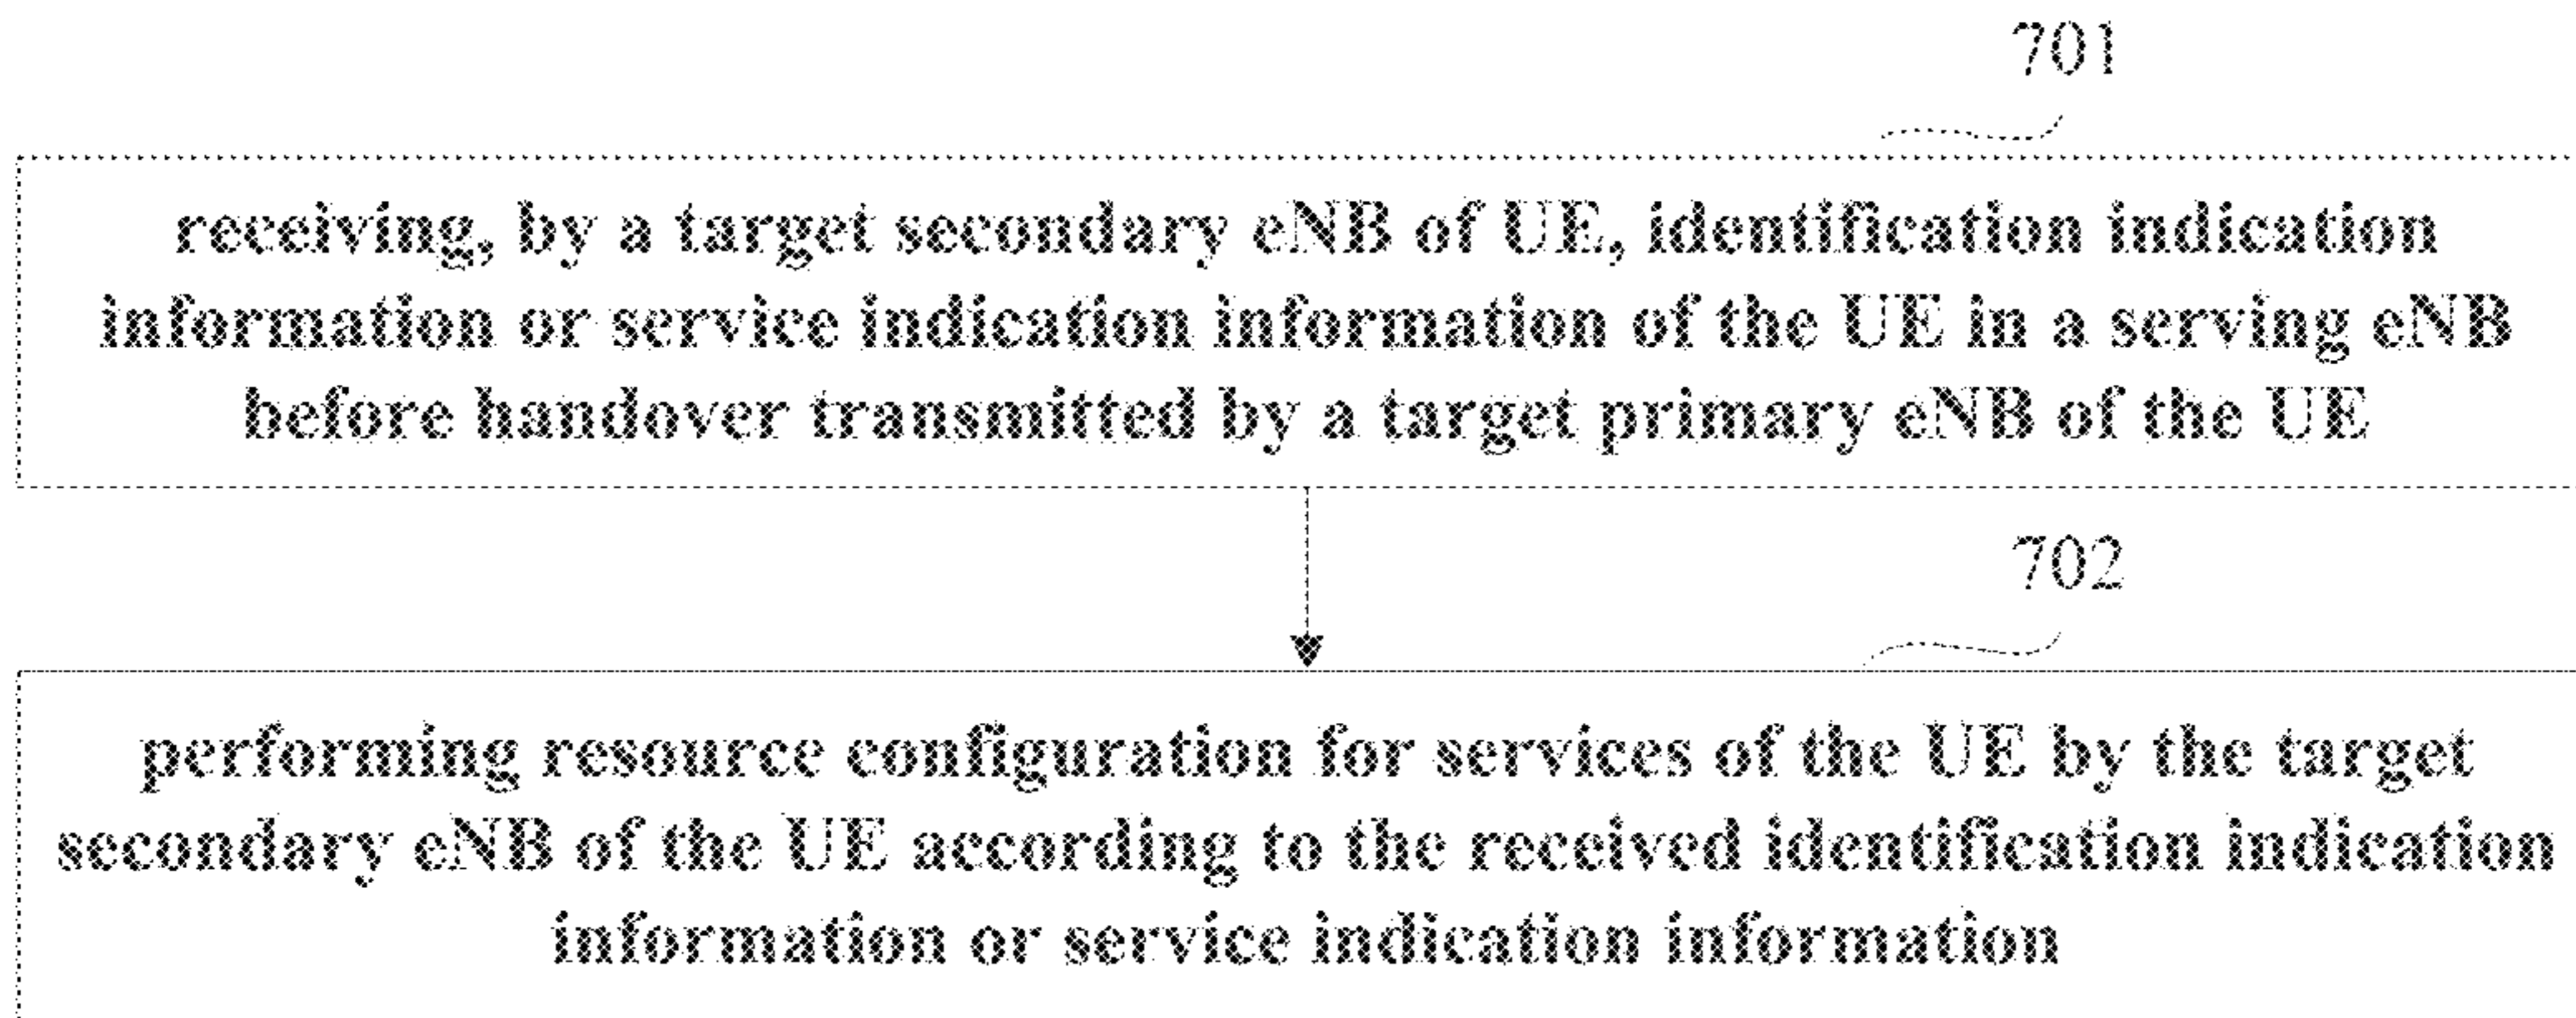 701
receiving, by a target secondary eNB of UE, identification indication
information or service indication information of the UE in a serving eNB
before handover transmitted by a target primary eNB of the UE
702
performing resource configuration for services of the UE by the target
secondary eNB of the UE according to the received identification indication
information or service indication information